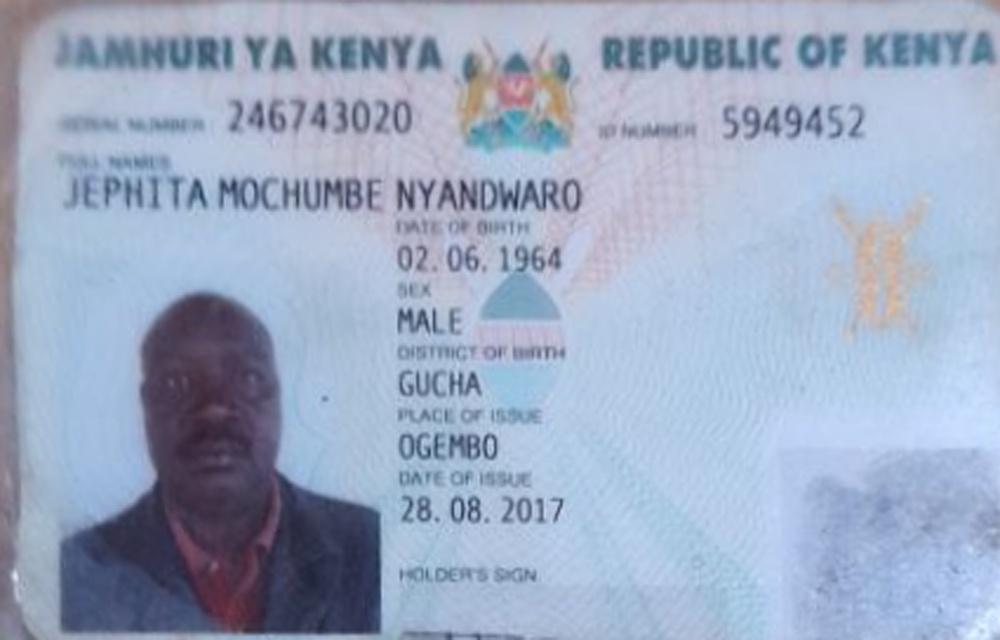 JAMHURI YA KENYA REPUBLIC OF KENYA
SERIAL NUMBER 246743020 ID NUMBER 5949452
FULL NAMES
JEPHITA MOCHUMBE NYANDWARO
DATE OF BIRTH
02. 06. 1964
SEX
MALE
DISTRICT OF BIRTH
GUCHA
PLACE OF ISSUE
OGEMBO
DATE OF ISSUE
28. 08. 2017
HOLDER'S SIGN.